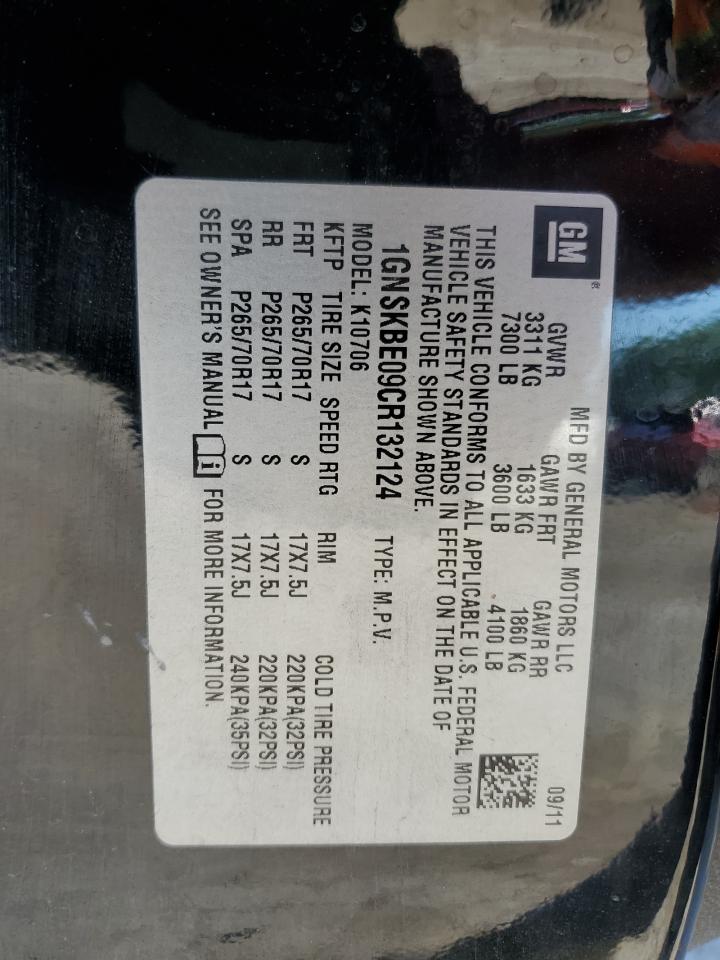 GM®
MFD BY GENERAL MOTORS LLC 09/11
GVWR GAWR FRT GAWR RR
3311 KG 1633 KG 1860 KG
7300 LB 3600 LB 4100 LB
THIS VEHICLE CONFORMS TO ALL APPLICABLE U.S. FEDERAL MOTOR
VEHICLE SAFETY STANDARDS IN EFFECT ON THE DATE OF
MANUFACTURE SHOWN ABOVE.
1GNSKBE09CR132124 TYPE: M.P.V.
MODEL: K10706
KFTP TIRE SIZE SPEED RTG RIM COLD TIRE PRESSURE
FRT P265/70R17 S 17X7.5J 220KPA(32PSI)
RR P265/70R17 S 17X7.5J 220KPA(32PSI)
SPA P265/70R17 S 17X7.5J 240KPA(35PSI)
SEE OWNER'S MANUAL i FOR MORE INFORMATION.